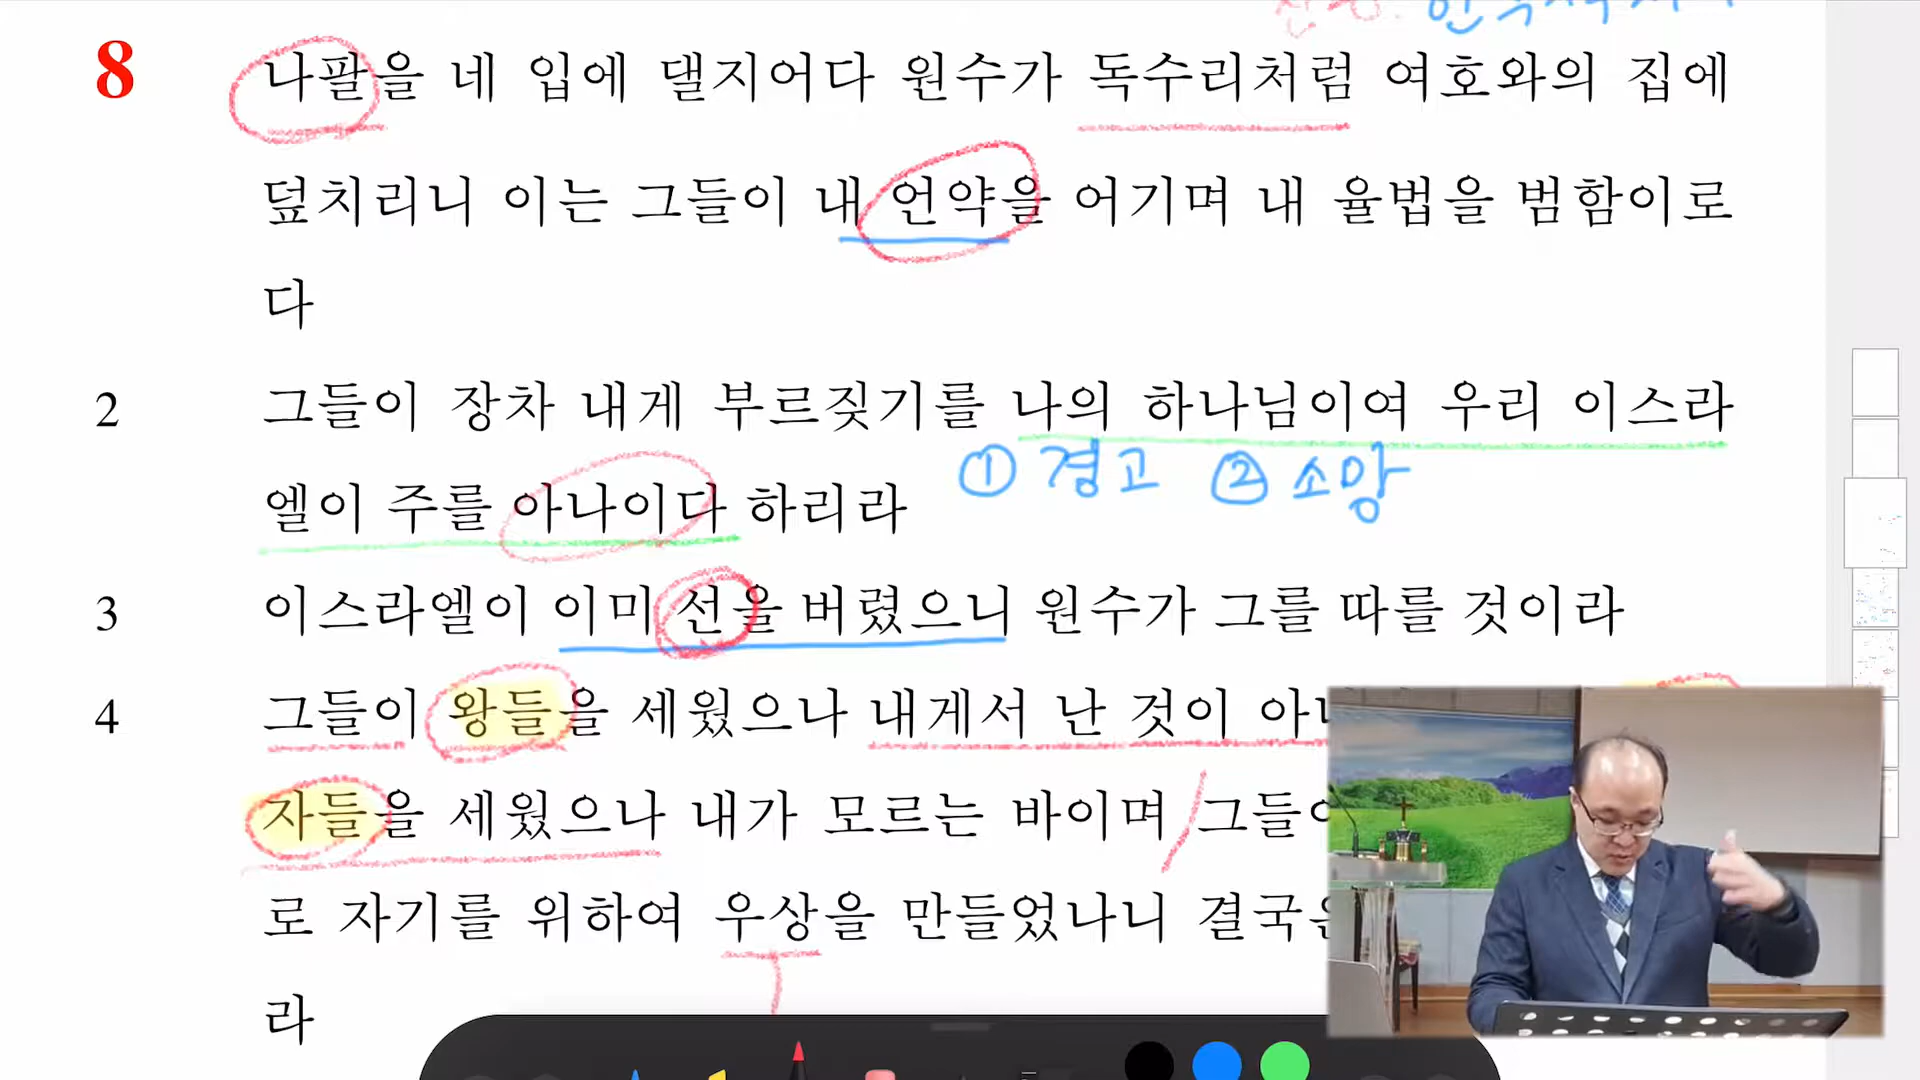 8 나팔을 네 입에 댈지어다 원수가 독수리처럼 여호와의 집에
덮치리니 이는 그들이 내 언약을 어기며 내 율법을 범함이로
다
2 그들이 장차 내게 부르짖기를 나의 하나님이여 우리 이스라
① 경고 ② 소망
엘이 주를 아나이다 하리라
3 이스라엘이 이미 선을 버렸으니 원수가 그를 따를 것이라
4 그들이 왕들을 세웠으나 내게서 난 것이
자들을 세웠으나 내가 모르는 바이며 그들
로 자기를 위하여 우상을 만들었나니 결국은
라